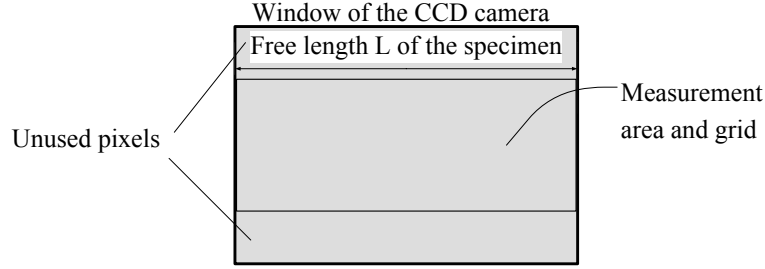 Window of the CCD camera
Free length L of the specimen
Measurement
area and grid
Unused pixels